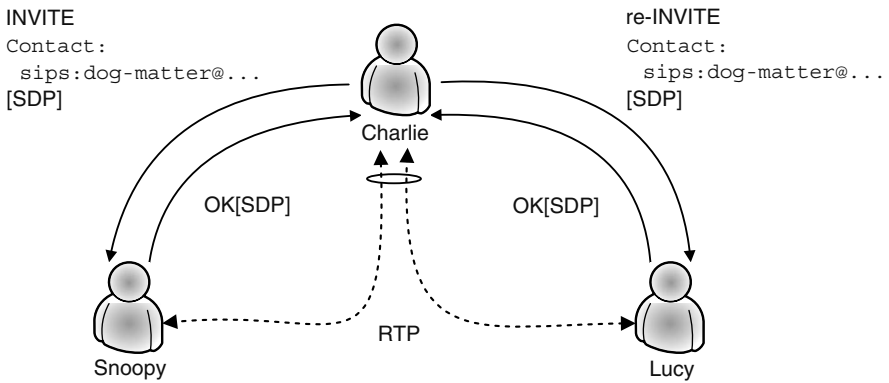 INVITE
Contact:
sips:dog-matter@...
[SDP]
re-INVITE
Contact:
sips:dog-matter@...
[SDP]
Charlie
OK[SDP]
OK[SDP]
RTP
Snoopy
Lucy